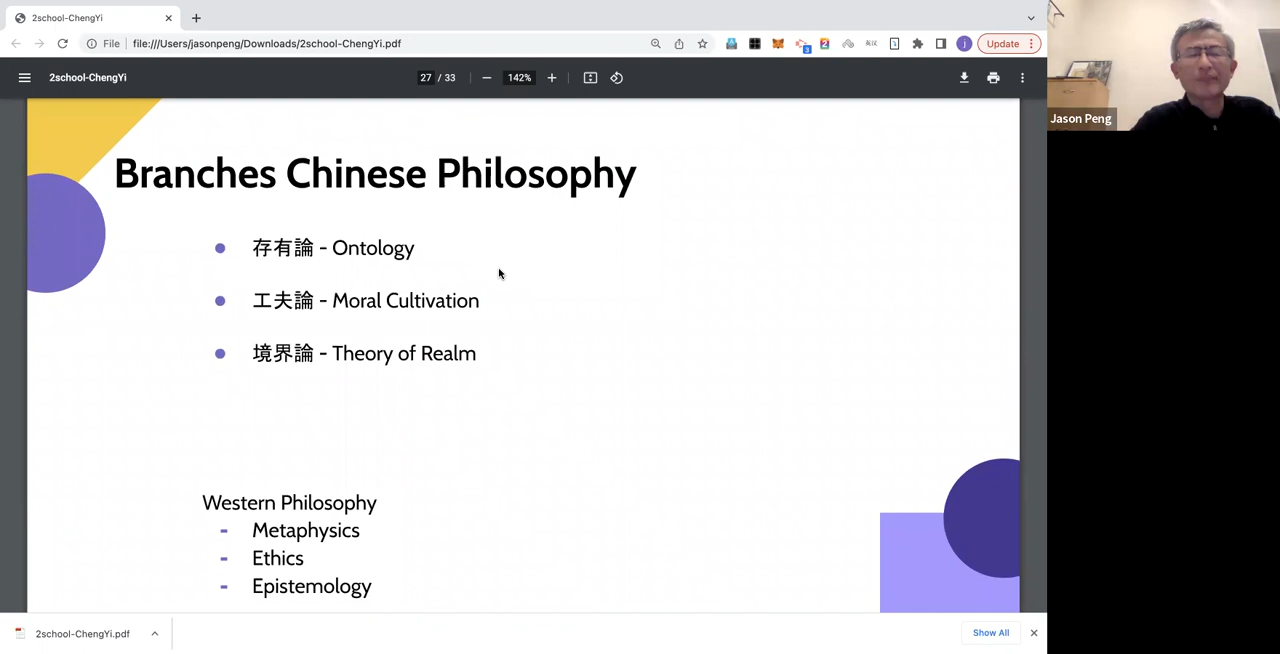 2school-ChengYi
File file:///Users/jasonpeng/Downloads/2school-ChengYi.pdf
Update
2school-ChengYi
27 / 33
142%
Jason Peng
Branches Chinese Philosophy
存有論 - Ontology
工夫論 - Moral Cultivation
境界論 - Theory of Realm
Western Philosophy
- Metaphysics
- Ethics
- Epistemology
2school-ChengYi.pdf
Show All